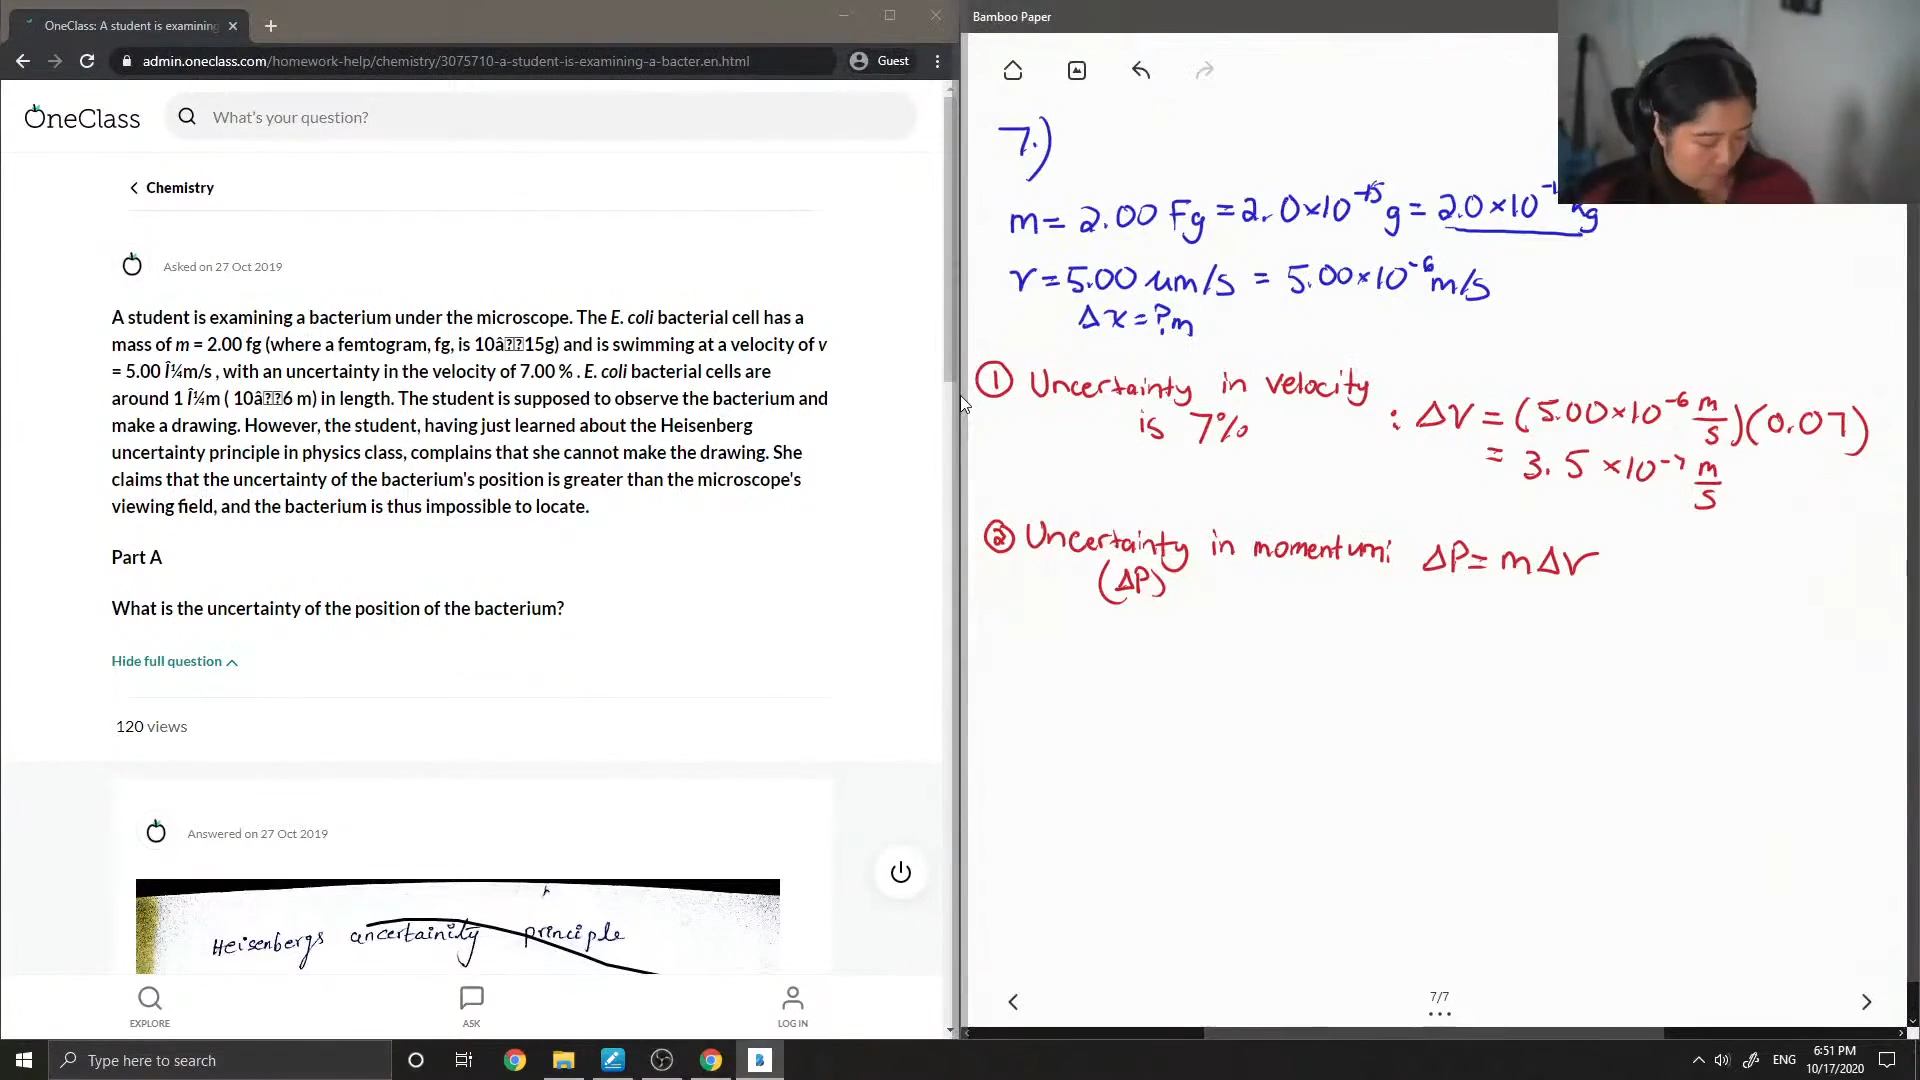 OneClass: A student is examining
admin.oneclass.com/homework-help/chemistry/3075710-a-student-is-examining-a-bacter.en.html
Guest
OneClass
What's your question?
Chemistry
Asked on 27 Oct 2019
A student is examining a bacterium under the microscope. The E. coli bacterial cell has a
mass of m = 2.00 fg (where a femtogram, fg, is 10â15g) and is swimming at a velocity of v
= 5.00 Î¼m/s , with an uncertainty in the velocity of 7.00 % . E. coli bacterial cells are
around 1 Î¼m ( 10â6 m) in length. The student is supposed to observe the bacterium and
make a drawing. However, the student, having just learned about the Heisenberg
uncertainty principle in physics class, complains that she cannot make the drawing. She
claims that the uncertainty of the bacterium's position is greater than the microscope's
viewing field, and the bacterium is thus impossible to locate.
Part A
What is the uncertainty of the position of the bacterium?
Hide full question
120 views
Answered on 27 Oct 2019
Heisenbergs uncertainity principle
EXPLORE
ASK
LOG IN
Bamboo Paper
7.)
m = 2.00 Fg = 2.0×10⁻¹⁵ g = 2.0×10⁻¹ kg
v = 5.00 um/s = 5.00×10⁻⁶ m/s
Δx = ?m
① Uncertainty in velocity
is 7%
: Δv = (5.00×10⁻⁶ m/s)(0.07)
= 3.5 ×10⁻⁷ m/s
② Uncertainty in momentum: ΔP = mΔv
(ΔP)
7/7
Type here to search
ENG
6:51 PM
10/17/2020